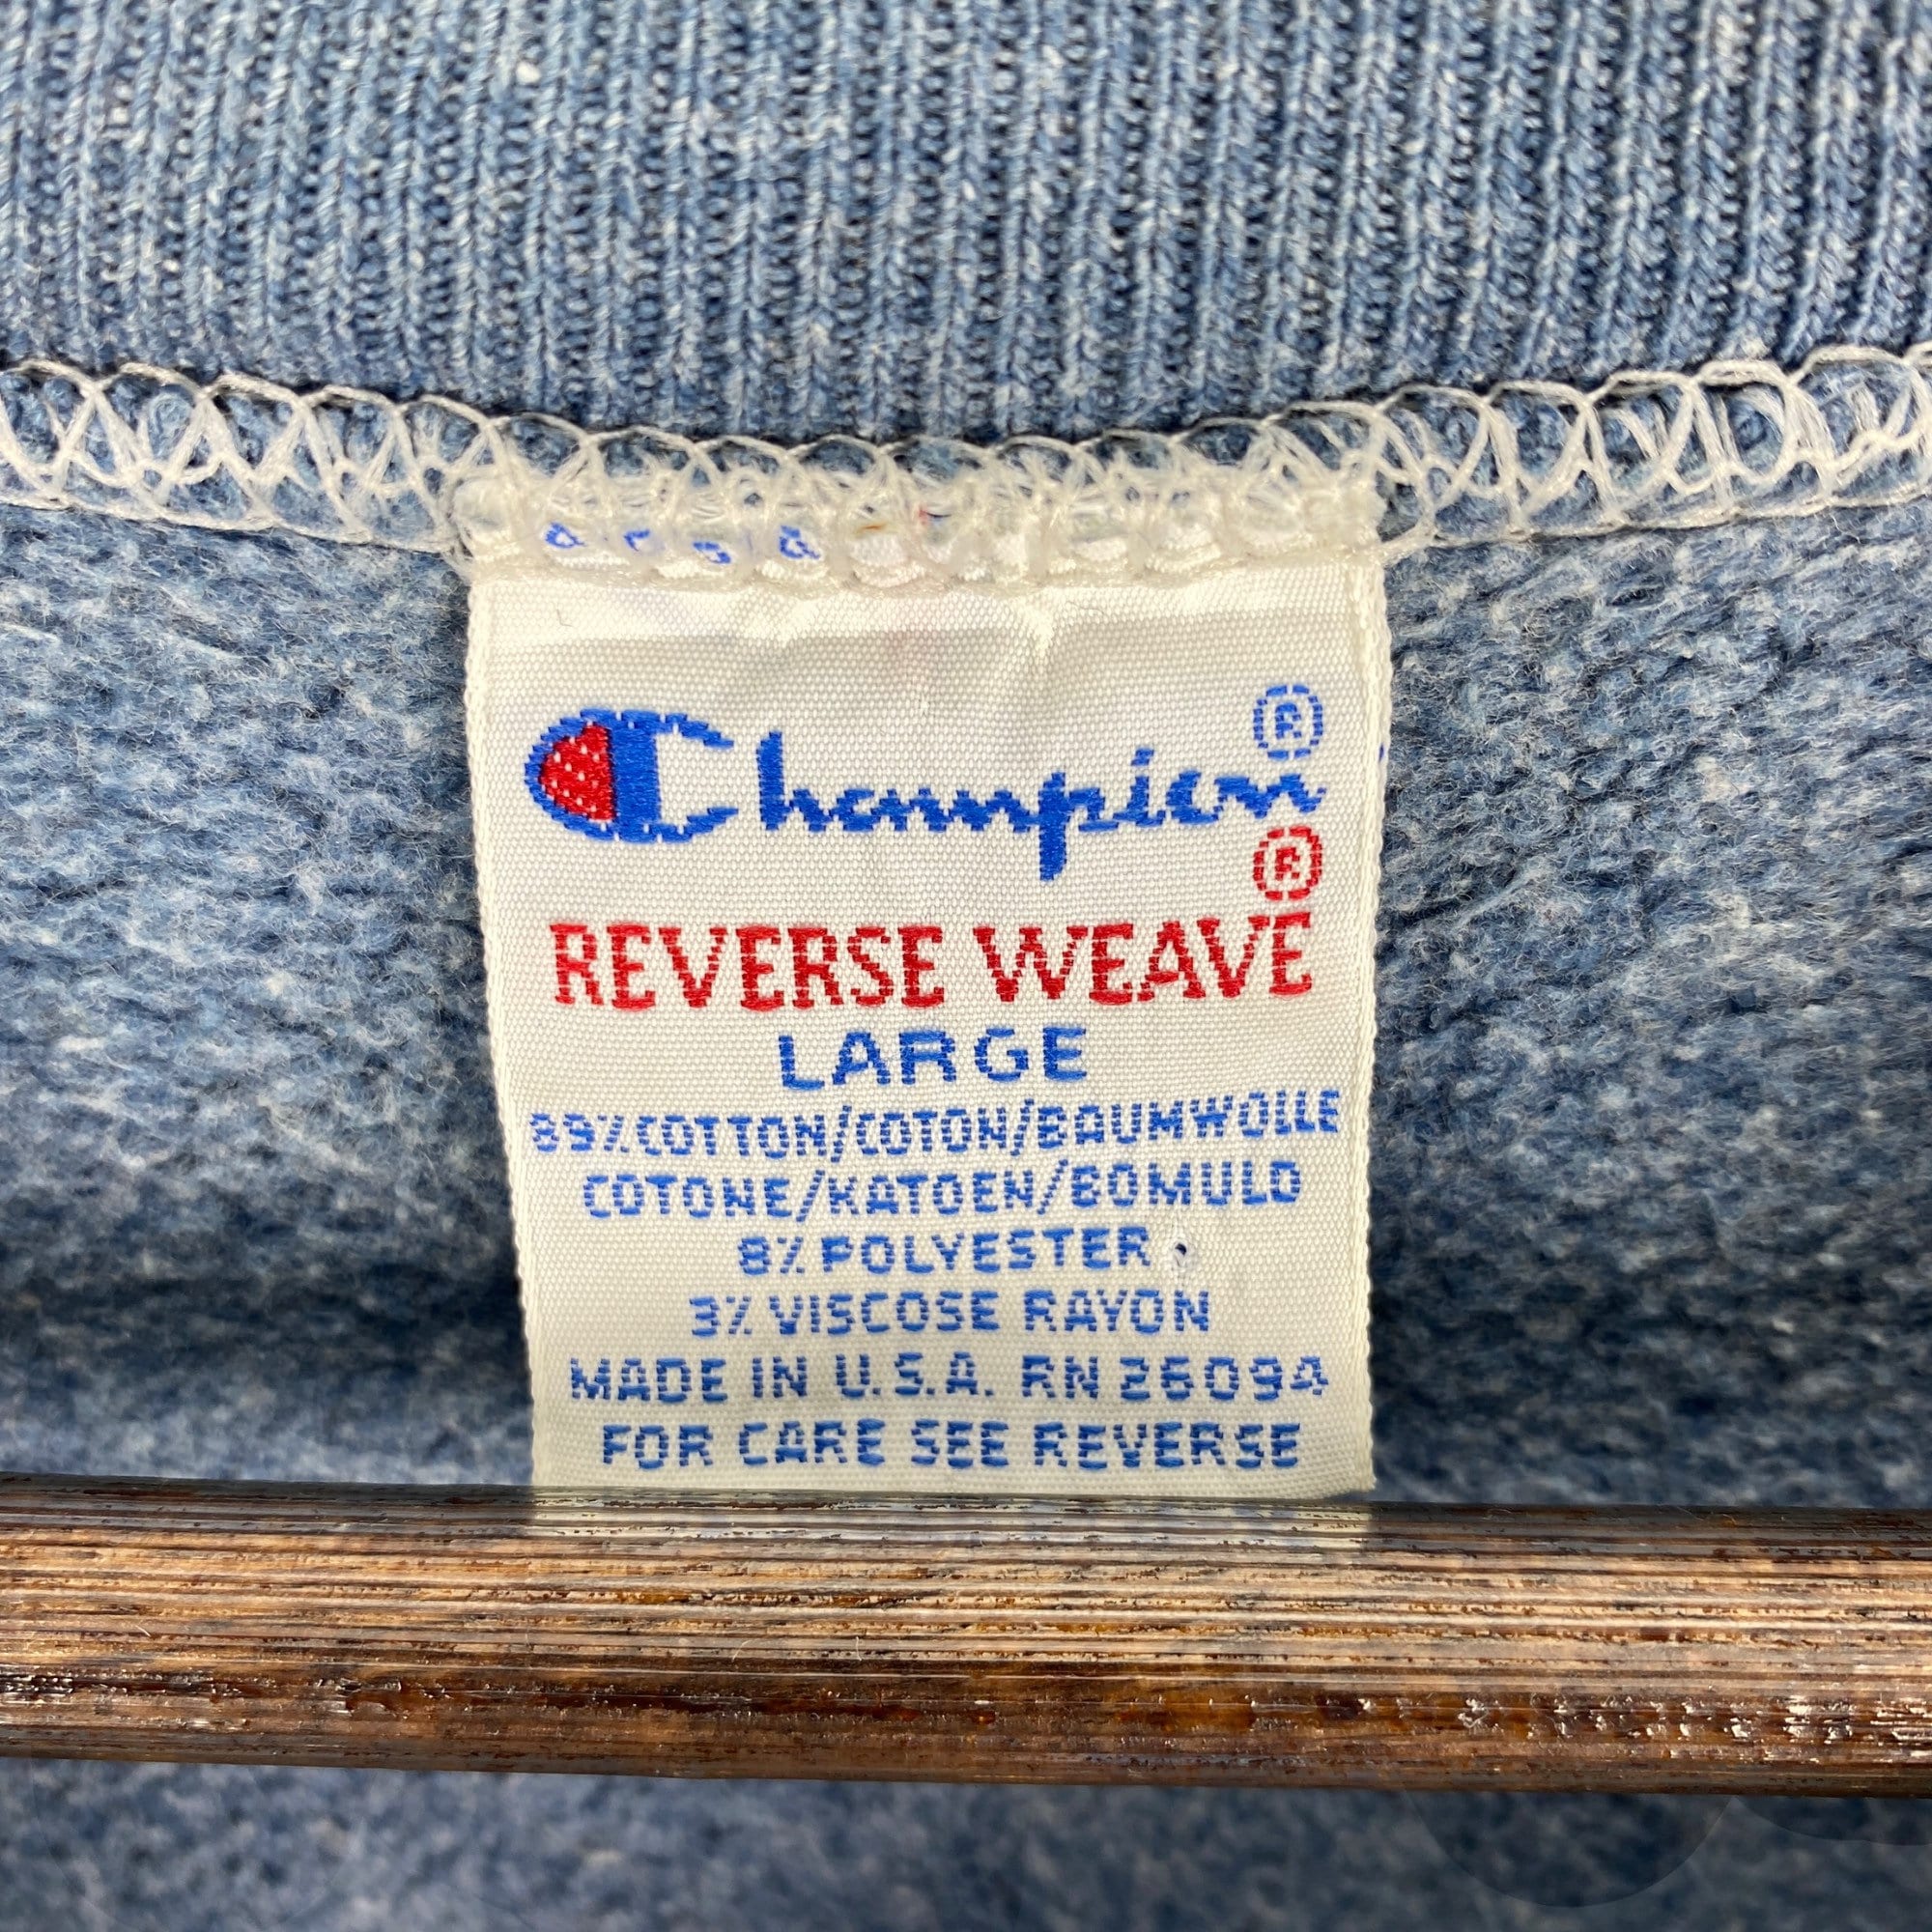 Champion®
®
REVERSE WEAVE
LARGE
89% COTTON/COTON/BAUMWOLLE
COTONE/KATOEN/BOMULD
8% POLYESTER
3% VISCOSE RAYON
MADE IN U.S.A. RN 26094
FOR CARE SEE REVERSE